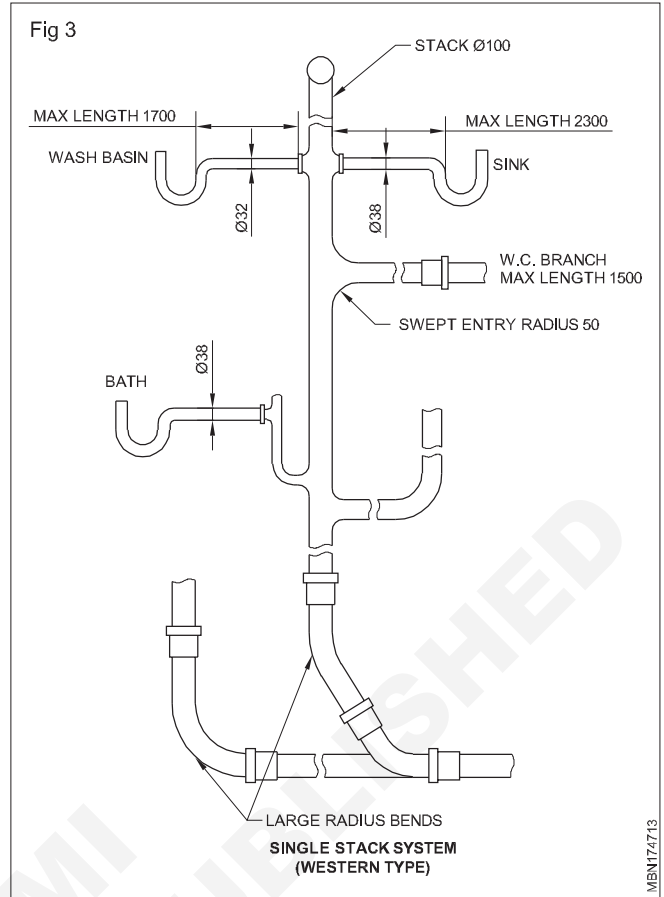 Fig 3
STACK Ø100
MAX LENGTH 1700
MAX LENGTH 2300
WASH BASIN
SINK
Ø32
Ø38
W.C. BRANCH
MAX LENGTH 1500
SWEPT ENTRY RADIUS 50
Ø38
BATH
LARGE RADIUS BENDS
SINGLE STACK SYSTEM
(WESTERN TYPE)
MBN174713